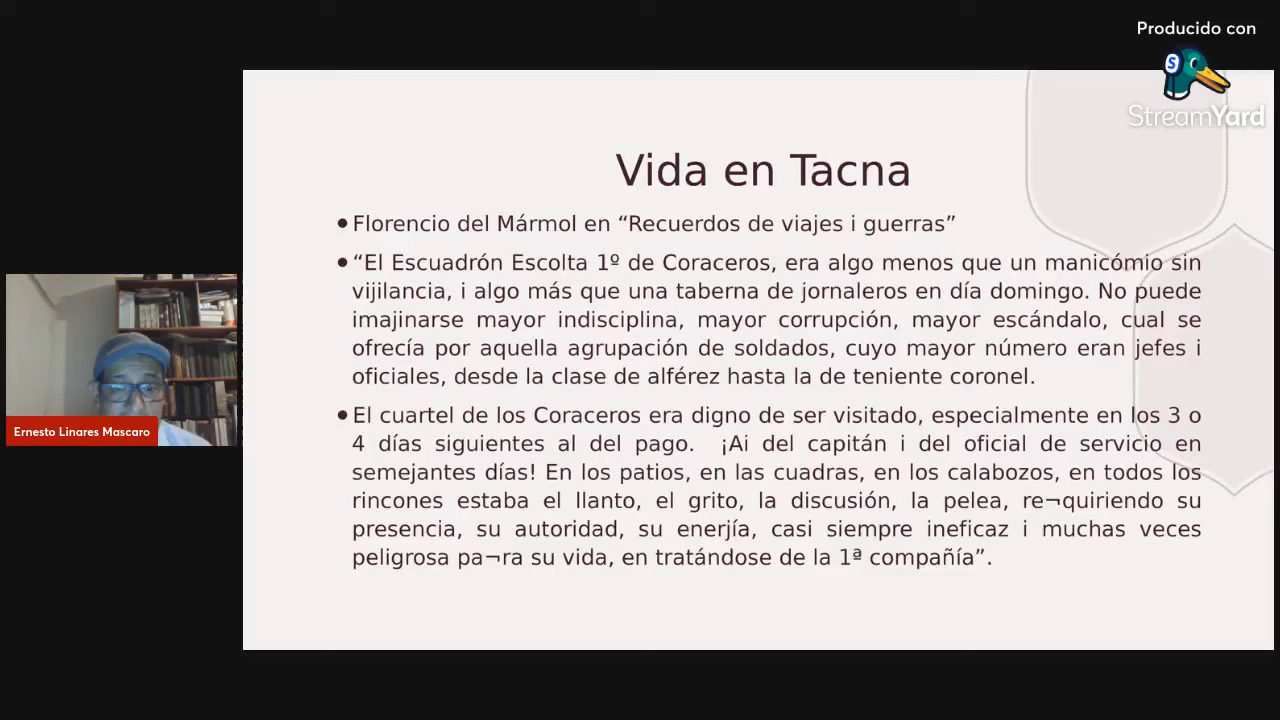 Producido con
StreamYard
Vida en Tacna
•Florencio del Mármol en “Recuerdos de viajes i guerras”
•“El Escuadrón Escolta 1º de Coraceros, era algo menos que un manicómio sin
vijilancia, i algo más que una taberna de jornaleros en día domingo. No puede
imajinarse mayor indisciplina, mayor corrupción, mayor escándalo, cual se
ofrecía por aquella agrupación de soldados, cuyo mayor número eran jefes i
oficiales, desde la clase de alférez hasta la de teniente coronel.
•El cuartel de los Coraceros era digno de ser visitado, especialmente en los 3 o
4 días siguientes al del pago. ¡Ai del capitán i del oficial de servicio en
semejantes días! En los patios, en las cuadras, en los calabozos, en todos los
rincones estaba el llanto, el grito, la discusión, la pelea, re¬quiriendo su
presencia, su autoridad, su enerjía, casi siempre ineficaz i muchas veces
peligrosa pa¬ra su vida, en tratándose de la 1ª compañía”.
Ernesto Linares Mascaro